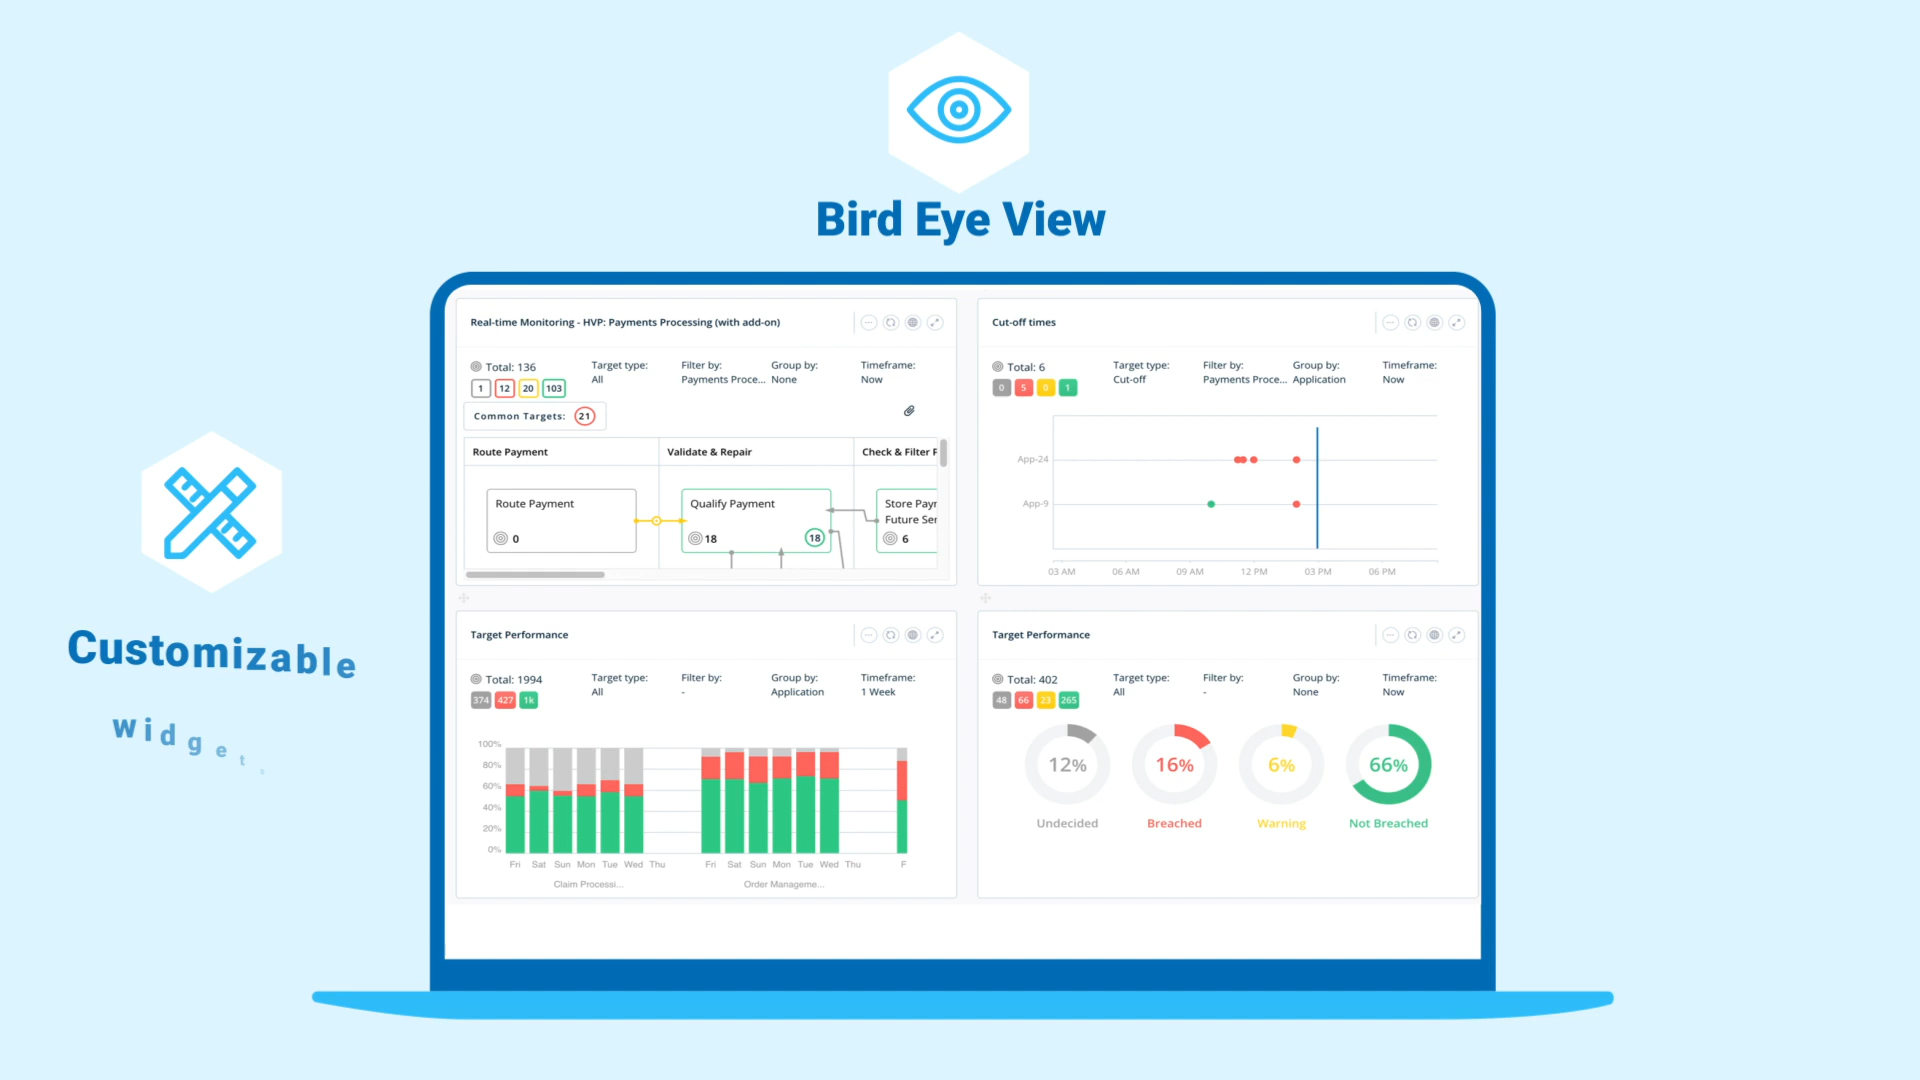 Bird Eye View
Customizable
widget.
Real-time Monitoring - HVP: Payments Processing (with add-on)
Total: 136
1 12 20 103
Target type:
All
Filter by:
Payments Proce...
Group by:
None
Timeframe:
Now
Common Targets: 21
Route Payment
Validate & Repair
Check & Filter
Route Payment
0
Qualify Payment
18
18
Store
Future
6
Cut-off times
Total: 6
0 5 0 1
Target type:
Cut-off
Filter by:
Payments Proce...
Group by:
Application
Timeframe:
Now
App-24
App-9
03 AM 06 AM 09 AM 12 PM 03 PM 06 PM
Target Performance
Total: 1994
374 427 1k
Target type:
All
Filter by:
-
Group by:
Application
Timeframe:
1 Week
100%
80%
60%
40%
20%
0%
Fri Sat Sun Mon Tue Wed Thu Fri Sat Sun Mon Tue Wed Thu F
Claim Processi... Order Manageme...
Target Performance
Total: 402
48 66 23 265
Target type:
All
Filter by:
-
Group by:
None
Timeframe:
Now
12% 16% 6% 66%
Undecided Breached Warning Not Breached